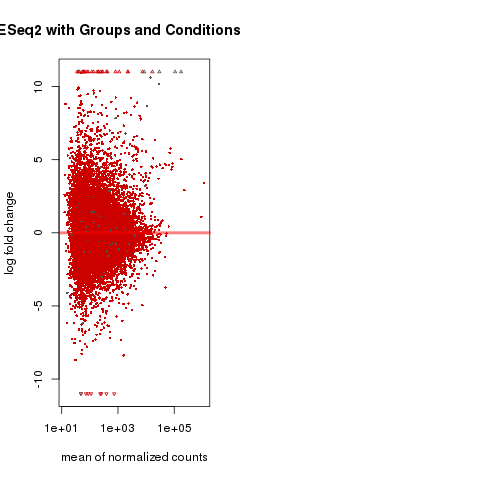 ESeq2 with Groups and Conditions
log fold change
10
5
0
-5
-10
1e+01 1e+03 1e+05
mean of normalized counts